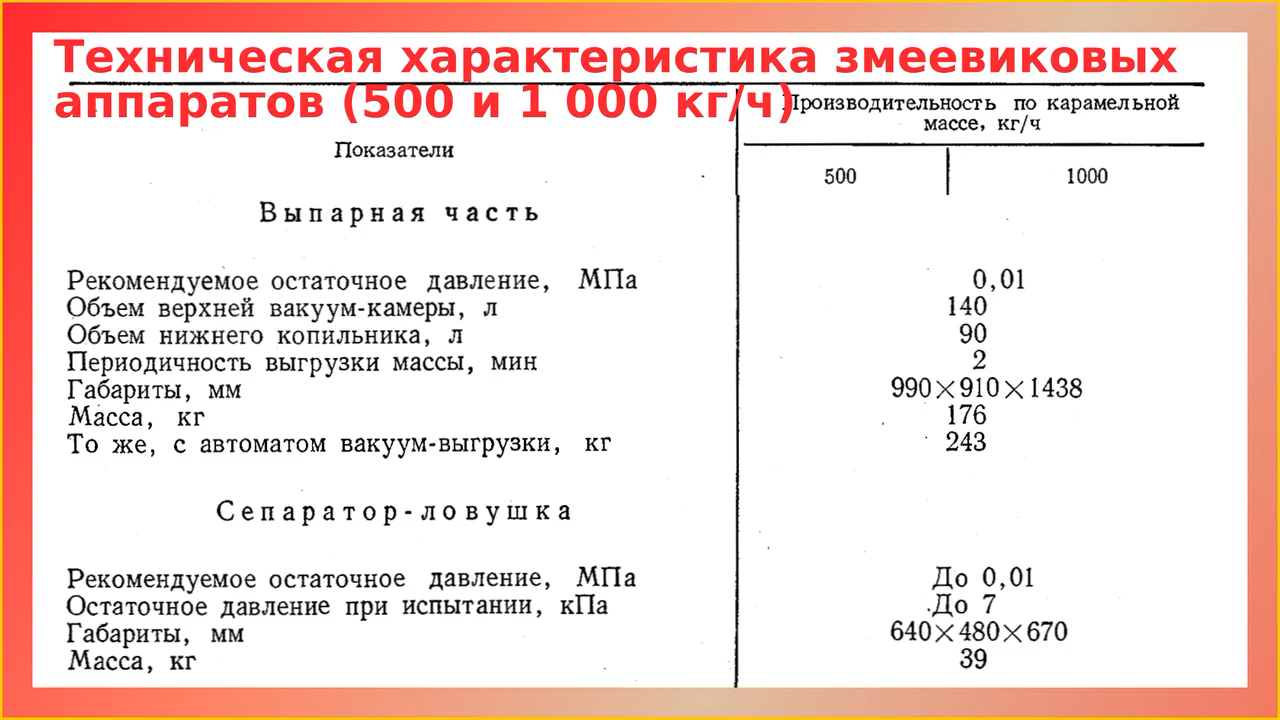 Техническая характеристика змеевиковых
аппаратов (500 и 1 000 кг/ч)
Производительность по карамельной
массе, кг/ч
Показатели
500 1000
Выпарная часть
Рекомендуемое остаточное давление, МПа 0,01
Объем верхней вакуум-камеры, л 140
Объем нижнего копильника, л 90
Периодичность выгрузки массы, мин 2
Габариты, мм 990×910×1438
Масса, кг 176
То же, с автоматом вакуум-выгрузки, кг 243
Сепаратор-ловушка
Рекомендуемое остаточное давление, МПа До 0,01
Остаточное давление при испытании, кПа До 7
Габариты, мм 640×480×670
Масса, кг 39